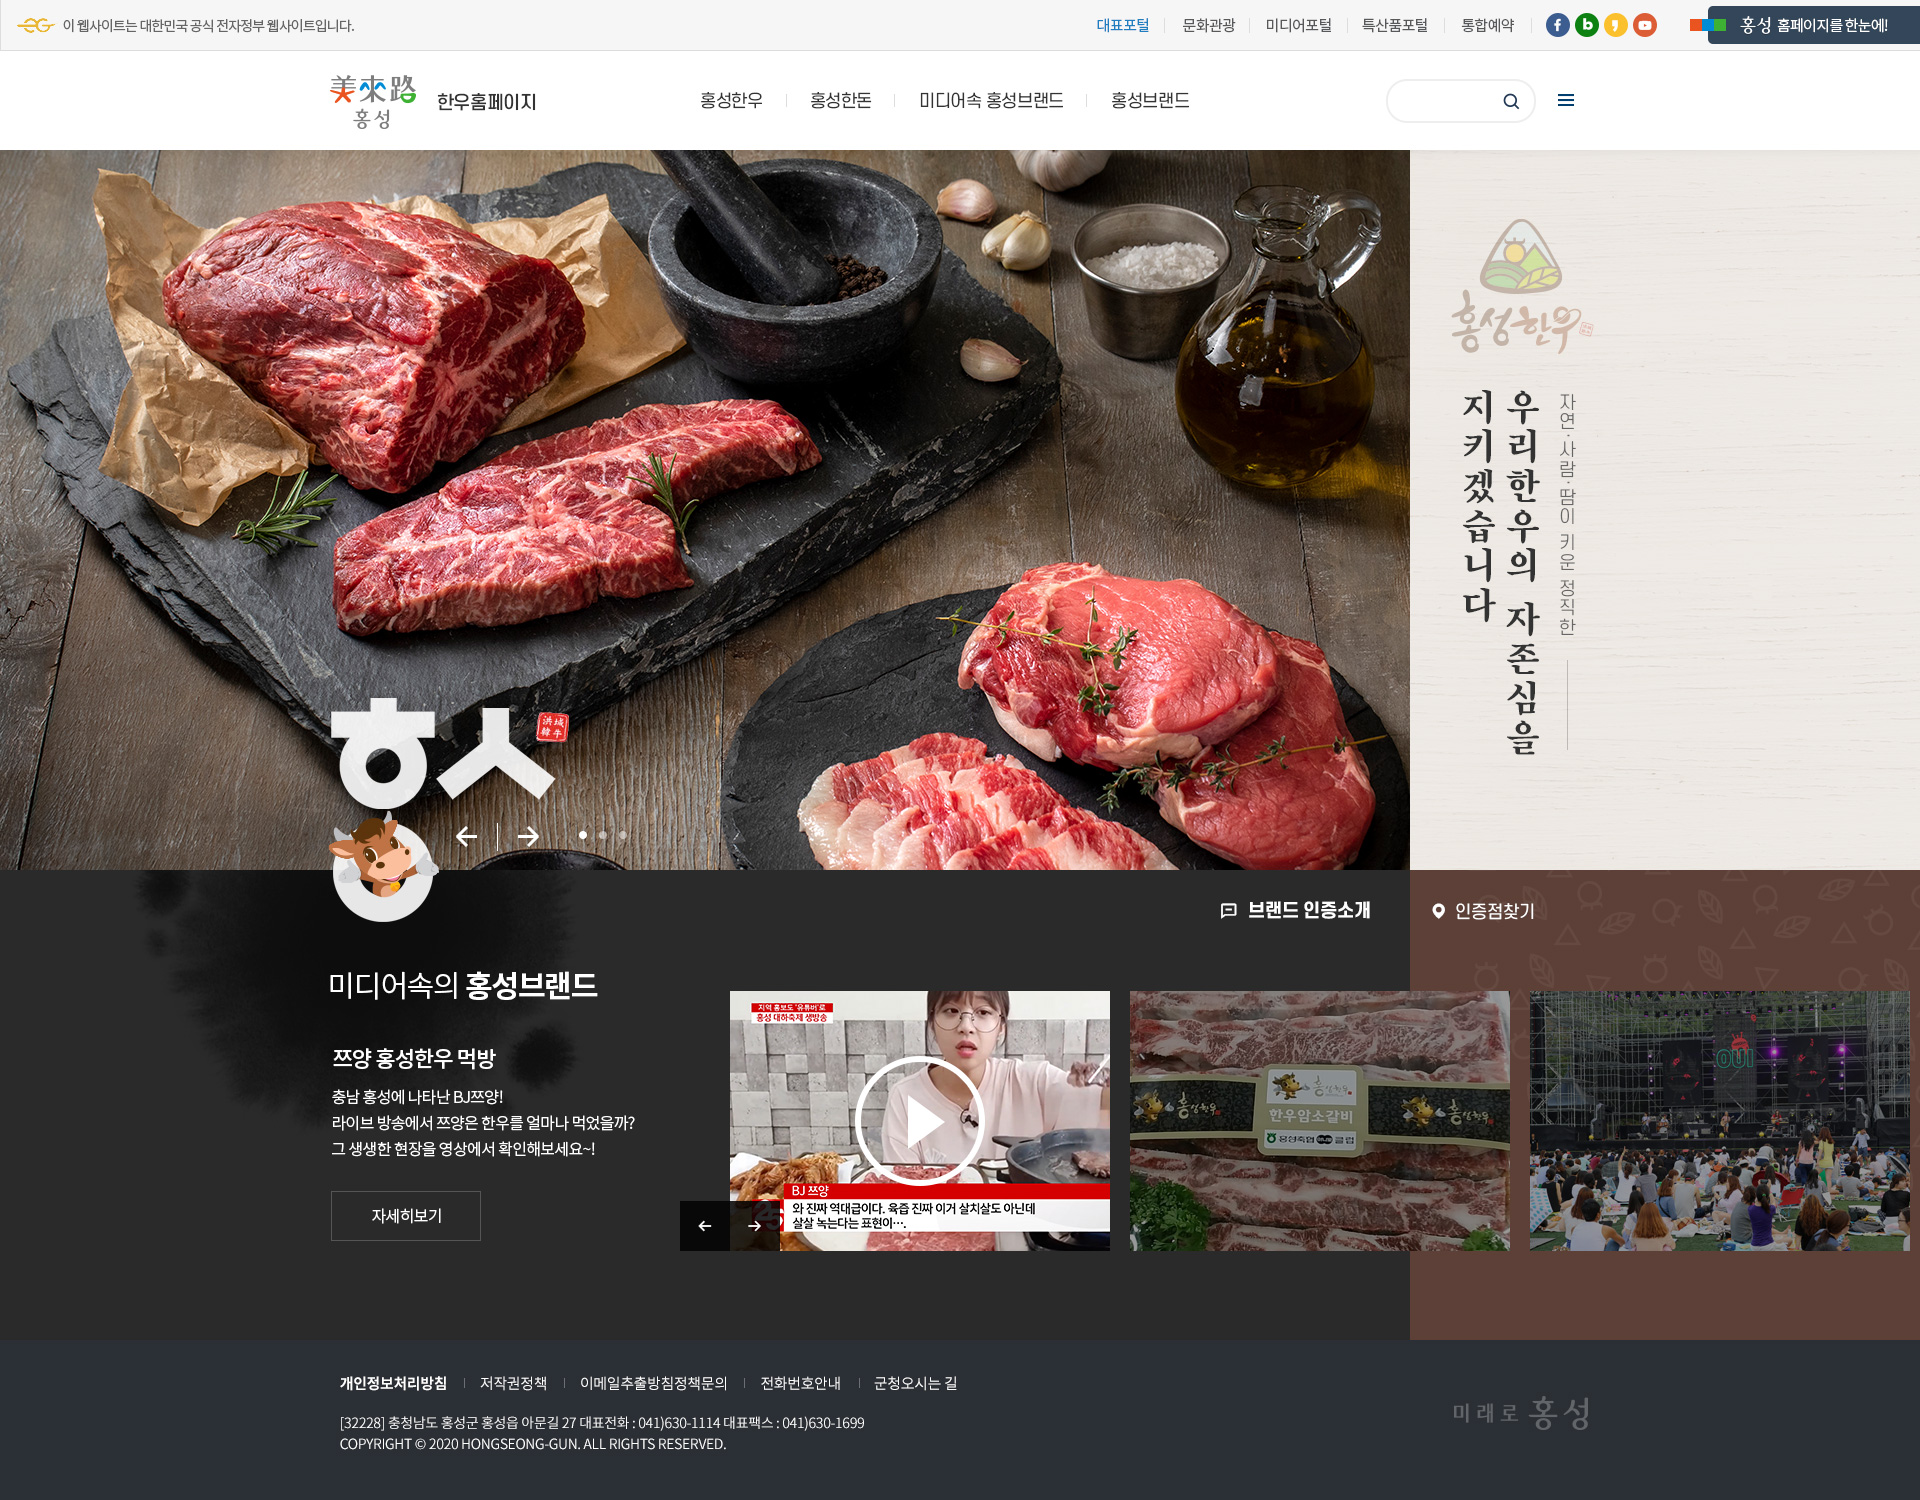 이 웹사이트는 대한민국 공식 전자정부 웹사이트입니다.
대표포털 문화관광 미디어포털 특산품포털 통합예약
홍성 홈페이지를 한눈에!
美來路
홍성
한우홈페이지
홍성한우 홍성한돈 미디어속 홍성브랜드 홍성브랜드
홍성한우
자연·사람·땀이 키운 정직한
우리한우의 자존심을
지키겠습니다
홍성
洪城
韓牛
브랜드 인증소개
인증점찾기
미디어속의 홍성브랜드
쯔양 홍성한우 먹방
충남 홍성에 나타난 BJ쯔양!
라이브 방송에서 쯔양은 한우를 얼마나 먹었을까?
그 생생한 현장을 영상에서 확인해보세요~!
자세히보기
지역 홍보도 '유튜버'로
홍성 대하축제 생방송
BJ 쯔양
와 진짜 역대급이다. 육즙 진짜 이거 살치살도 아닌데
살살 녹는다는 표현이….
홍성한우
홍성한우
홍성한우
한우암소갈비
홍성축협 한우 클럽
OUI
개인정보처리방침 저작권정책 이메일추출방침정책문의 전화번호안내 군청오시는 길
[32228] 충청남도 홍성군 홍성읍 아문길 27 대표전화 : 041)630-1114 대표팩스 : 041)630-1699
COPYRIGHT © 2020 HONGSEONG-GUN. ALL RIGHTS RESERVED.
미래로 홍성